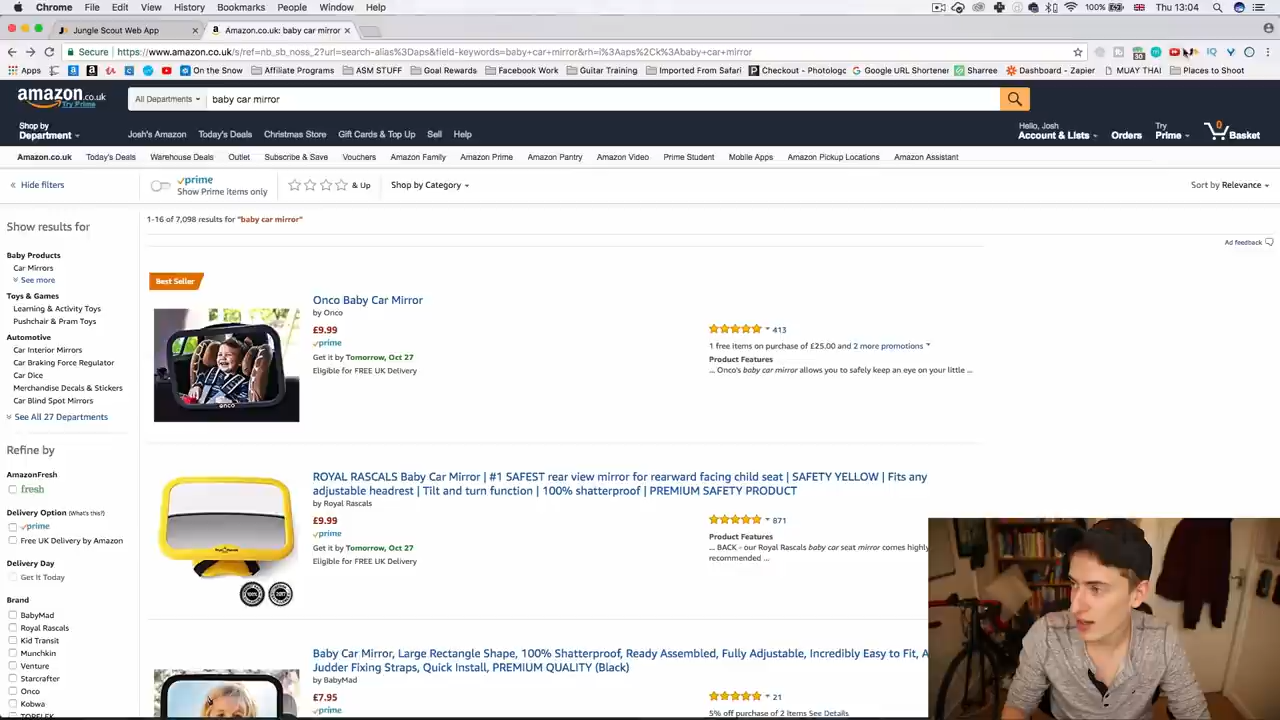 Chrome File Edit View History Bookmarks People Window Help
100% Thu 13:04
Jungle Scout Web App
Amazon.co.uk: baby car mirror
Secure https://www.amazon.co.uk/s/ref=nb_sb_noss_2?url=search-alias%3Daps&field-keywords=baby+car+mirror&rh=i%3Aaps%2Ck%3Ababy+car+mirror
Apps On the Snow Affiliate Programs ASM STUFF Goal Rewards Facebook Work Guitar Training Imported From Safari Checkout - Photologo Google URL Shortener Sharree Dashboard - Zapier MUAY THAI Places to Shoot
amazon.co.uk
Try Prime
All Departments
baby car mirror
Shop by
Department
Josh's Amazon Today's Deals Christmas Store Gift Cards & Top Up Sell Help
Hello, Josh
Account & Lists
Orders
Try
Prime
0
Basket
Amazon.co.uk Today's Deals Warehouse Deals Outlet Subscribe & Save Vouchers Amazon Family Amazon Prime Amazon Pantry Amazon Video Prime Student Mobile Apps Amazon Pickup Locations Amazon Assistant
« Hide filters
prime
Show Prime items only
& Up
Shop by Category
Sort by Relevance
1-16 of 7,098 results for "baby car mirror"
Ad feedback
Show results for
Baby Products
Car Mirrors
See more
Toys & Games
Learning & Activity Toys
Pushchair & Pram Toys
Automotive
Car Interior Mirrors
Car Braking Force Regulator
Car Dice
Merchandise Decals & Stickers
Car Blind Spot Mirrors
See All 27 Departments
Refine by
AmazonFresh
fresh
Delivery Option (What's this?)
prime
Free UK Delivery by Amazon
Delivery Day
Get It Today
Brand
BabyMad
Royal Rascals
Kid Transit
Munchkin
Venture
Starcrafter
Onco
Kobwa
Best Seller
onco
Onco Baby Car Mirror
by Onco
£9.99
prime
Get it by Tomorrow, Oct 27
Eligible for FREE UK Delivery
413
1 free items on purchase of £25.00 and 2 more promotions
Product Features
... Onco's baby car mirror allows you to safely keep an eye on your little ...
ROYAL RASCALS Baby Car Mirror | #1 SAFEST rear view mirror for rearward facing child seat | SAFETY YELLOW | Fits any
adjustable headrest | Tilt and turn function | 100% shatterproof | PREMIUM SAFETY PRODUCT
by Royal Rascals
£9.99
prime
Get it by Tomorrow, Oct 27
Eligible for FREE UK Delivery
871
Product Features
... BACK - our Royal Rascals baby car seat mirror comes highly
recommended ...
Baby Car Mirror, Large Rectangle Shape, 100% Shatterproof, Ready Assembled, Fully Adjustable, Incredibly Easy to Fit, A
Judder Fixing Straps, Quick Install, PREMIUM QUALITY (Black)
by BabyMad
£7.95
prime
21
5% off purchase of 2 Items See Details